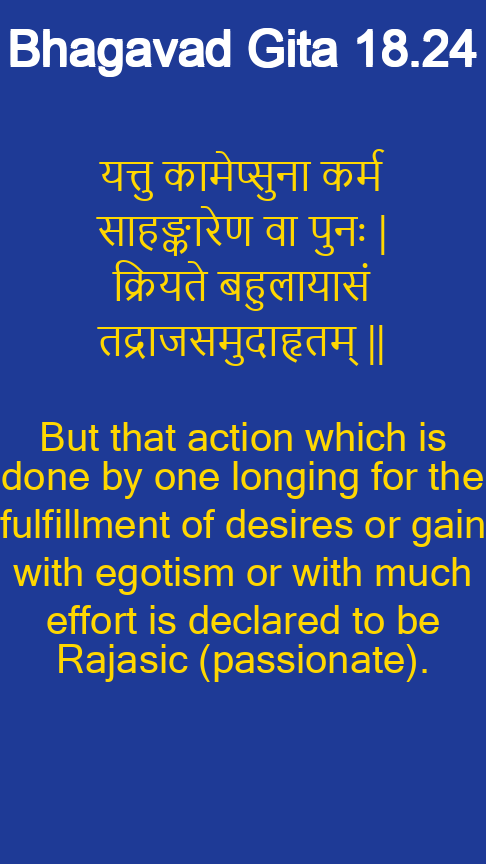 Bhagavad Gita 18.24
यत्तु कामेप्सुना कर्म
साहङ्कारेण वा पुनः |
क्रियते बहुलायासं
तद्राजसमुदाहृतम् ||
But that action which is
done by one longing for the
fulfillment of desires or gain
with egotism or with much
effort is declared to be
Rajasic (passionate).